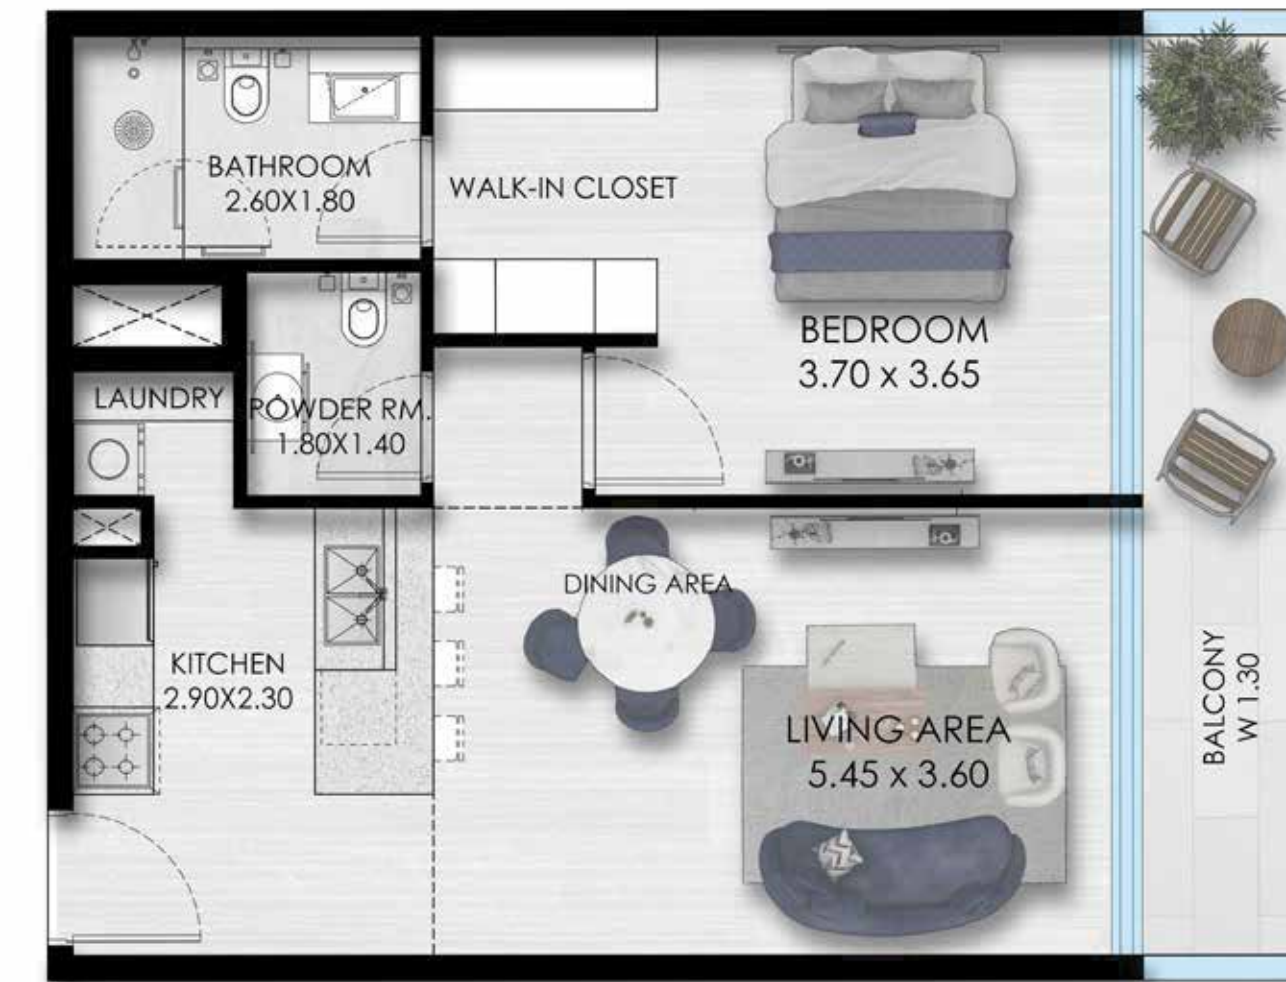 BATHROOM
2.60X1.80
WALK-IN CLOSET
BEDROOM
3.70 x 3.65
LAUNDRY
POWDER RM.
1.80X1.40
DINING AREA
KITCHEN
2.90X2.30
LIVING AREA
5.45 x 3.60
BALCONY
W 1.30